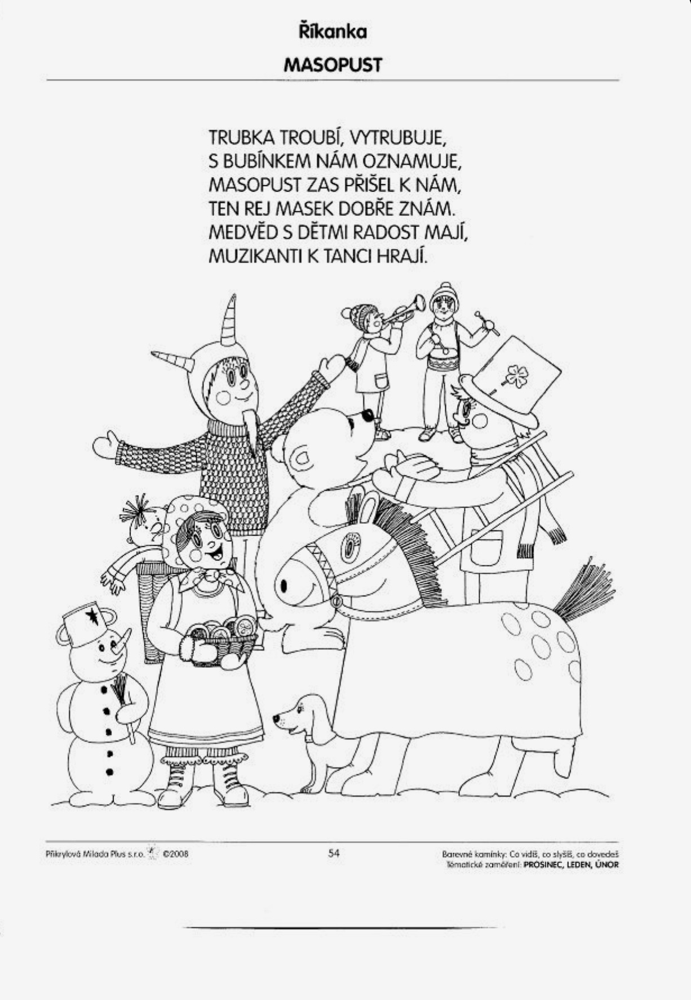 Říkanka
MASOPUST
TRUBKA TROUBÍ, VYTRUBUJE,
S BUBÍNKEM NÁM OZNAMUJE,
MASOPUST ZAS PŘIŠEL K NÁM,
TEN REJ MASEK DOBŘE ZNÁM.
MEDVĚD S DĚTMI RADOST MAJÍ,
MUZIKANTI K TANCI HRAJÍ.
Přikrylová Milada Plus s.r.o. ©2008
54
Barevné kamínky: Co vidíš, co slyšíš, co dovedeš
Tématické zaměření: PROSINEC, LEDEN, ÚNOR